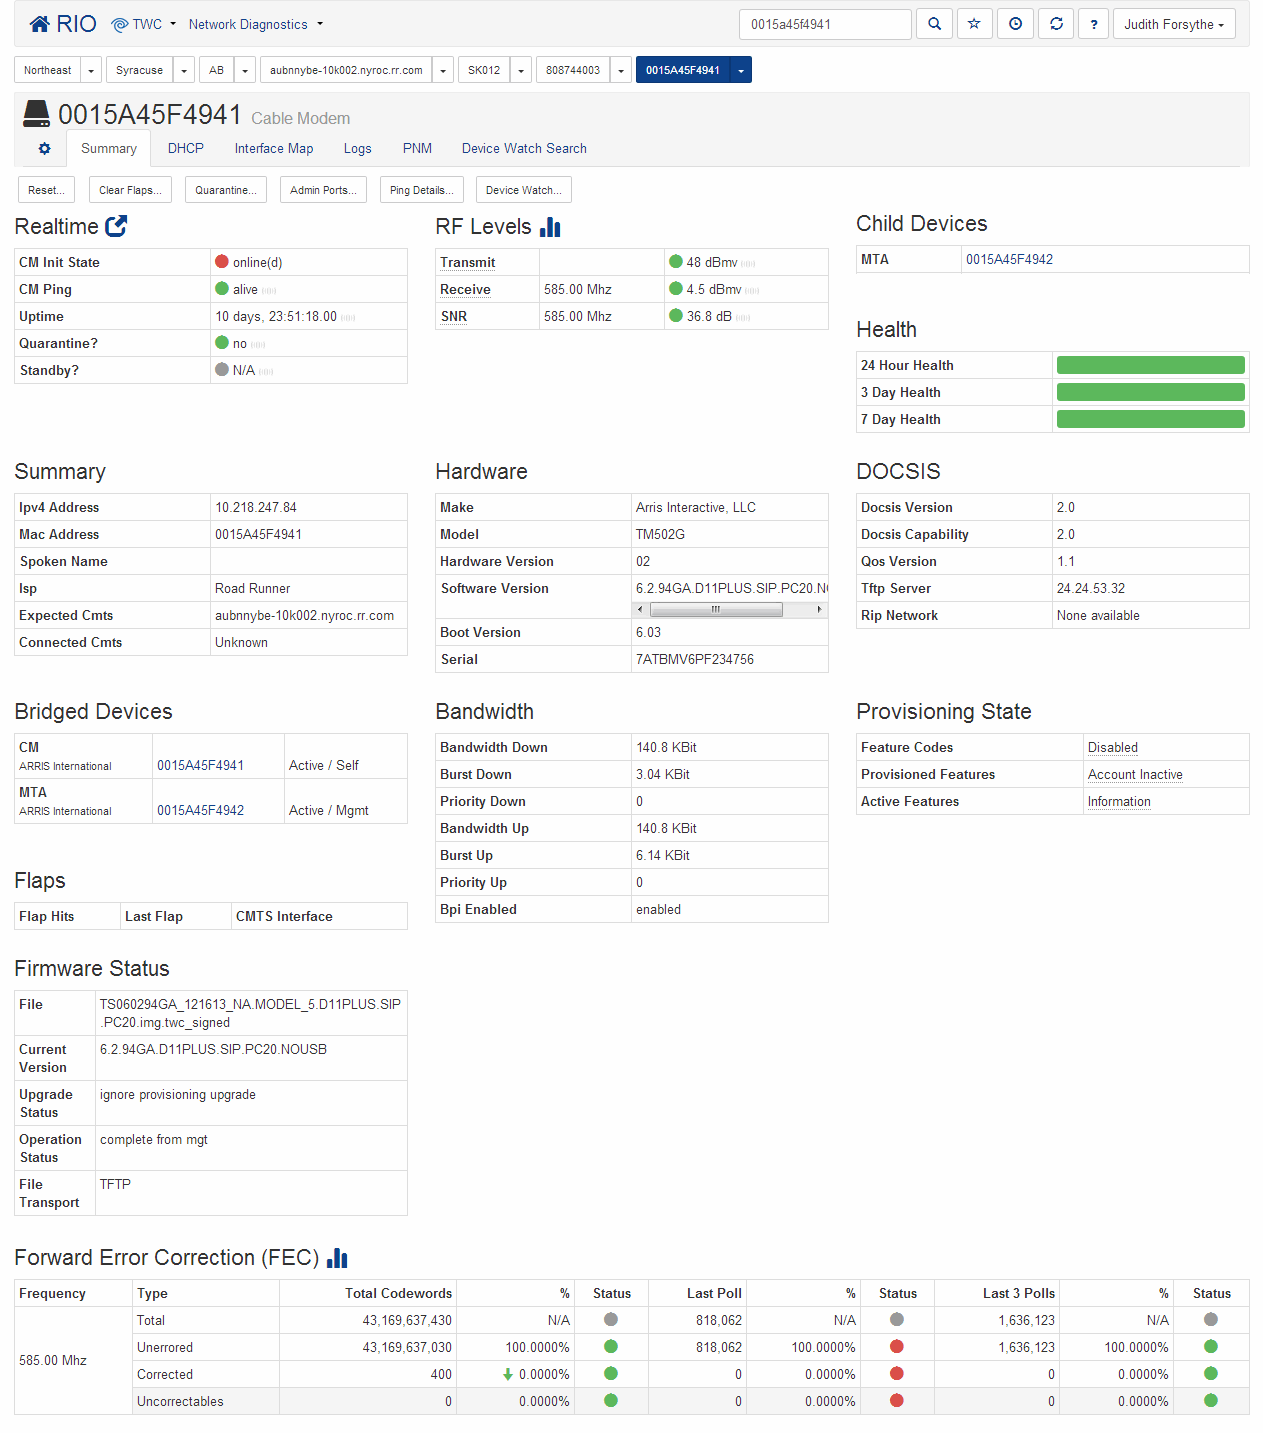 RIO TWC Network Diagnostics 0015a45f4941 ? Judith Forsythe
Northeast Syracuse AB aubnnybe-10k002.nyroc.rr.com SK012 808744003 0015A45F4941
0015A45F4941 Cable Modem
Summary DHCP Interface Map Logs PNM Device Watch Search
Reset... Clear Flaps... Quarantine... Admin Ports... Ping Details... Device Watch...
Realtime
CM Init State online(d)
CM Ping alive
Uptime 10 days, 23:51:18.00
Quarantine? no
Standby? N/A
RF Levels
Transmit 48 dBmv
Receive 585.00 Mhz 4.5 dBmv
SNR 585.00 Mhz 36.8 dB
Child Devices
MTA 0015A45F4942
Health
24 Hour Health
3 Day Health
7 Day Health
Summary
Ipv4 Address 10.218.247.84
Mac Address 0015A45F4941
Spoken Name
Isp Road Runner
Expected Cmts aubnnybe-10k002.nyroc.rr.com
Connected Cmts Unknown
Hardware
Make Arris Interactive, LLC
Model TM502G
Hardware Version 02
Software Version 6.2.94GA.D11PLUS.SIP.PC20.NOU
Boot Version 6.03
Serial 7ATBMV6PF234756
DOCSIS
Docsis Version 2.0
Docsis Capability 2.0
Qos Version 1.1
Tftp Server 24.24.53.32
Rip Network None available
Bridged Devices
CM
ARRIS International 0015A45F4941 Active / Self
MTA
ARRIS International 0015A45F4942 Active / Mgmt
Bandwidth
Bandwidth Down 140.8 KBit
Burst Down 3.04 KBit
Priority Down 0
Bandwidth Up 140.8 KBit
Burst Up 6.14 KBit
Priority Up 0
Bpi Enabled enabled
Provisioning State
Feature Codes Disabled
Provisioned Features Account Inactive
Active Features Information
Flaps
Flap Hits Last Flap CMTS Interface
Firmware Status
File TS060294GA_121613_NA.MODEL_5.D11PLUS.SIP
.PC20.img.twc_signed
Current 6.2.94GA.D11PLUS.SIP.PC20.NOUSB
Version
Upgrade ignore provisioning upgrade
Status
Operation complete from mgt
Status
File TFTP
Transport
Forward Error Correction (FEC)
Frequency Type Total Codewords % Status Last Poll % Status Last 3 Polls % Status
Total 43,169,637,430 N/A 818,062 N/A 1,636,123 N/A
Unerrored 43,169,637,030 100.0000% 818,062 100.0000% 1,636,123 100.0000%
585.00 Mhz
Corrected 400 0.0000% 0 0.0000% 0 0.0000%
Uncorrectables 0 0.0000% 0 0.0000% 0 0.0000%